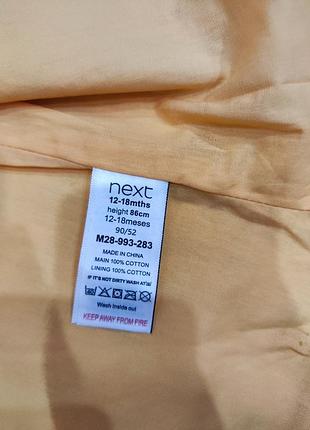 next
12-18mths
height 86cm
12-18meses
90/52
M28-993-283
MADE IN CHINA
MAIN 100% COTTON
LINING 100% COTTON
IF IT'S NOT DIRTY WASH AT
Wash Inside out
KEEP AWAY FROM FIRE